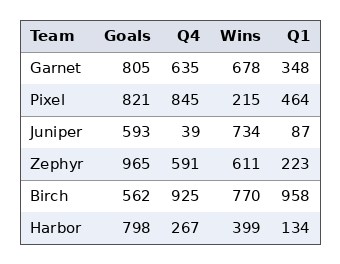 Team Goals Q4 Wins Q1
Garnet 805 635 678 348
Pixel 821 845 215 464
Juniper 593 39 734 87
Zephyr 965 591 611 223
Birch 562 925 770 958
Harbor 798 267 399 134